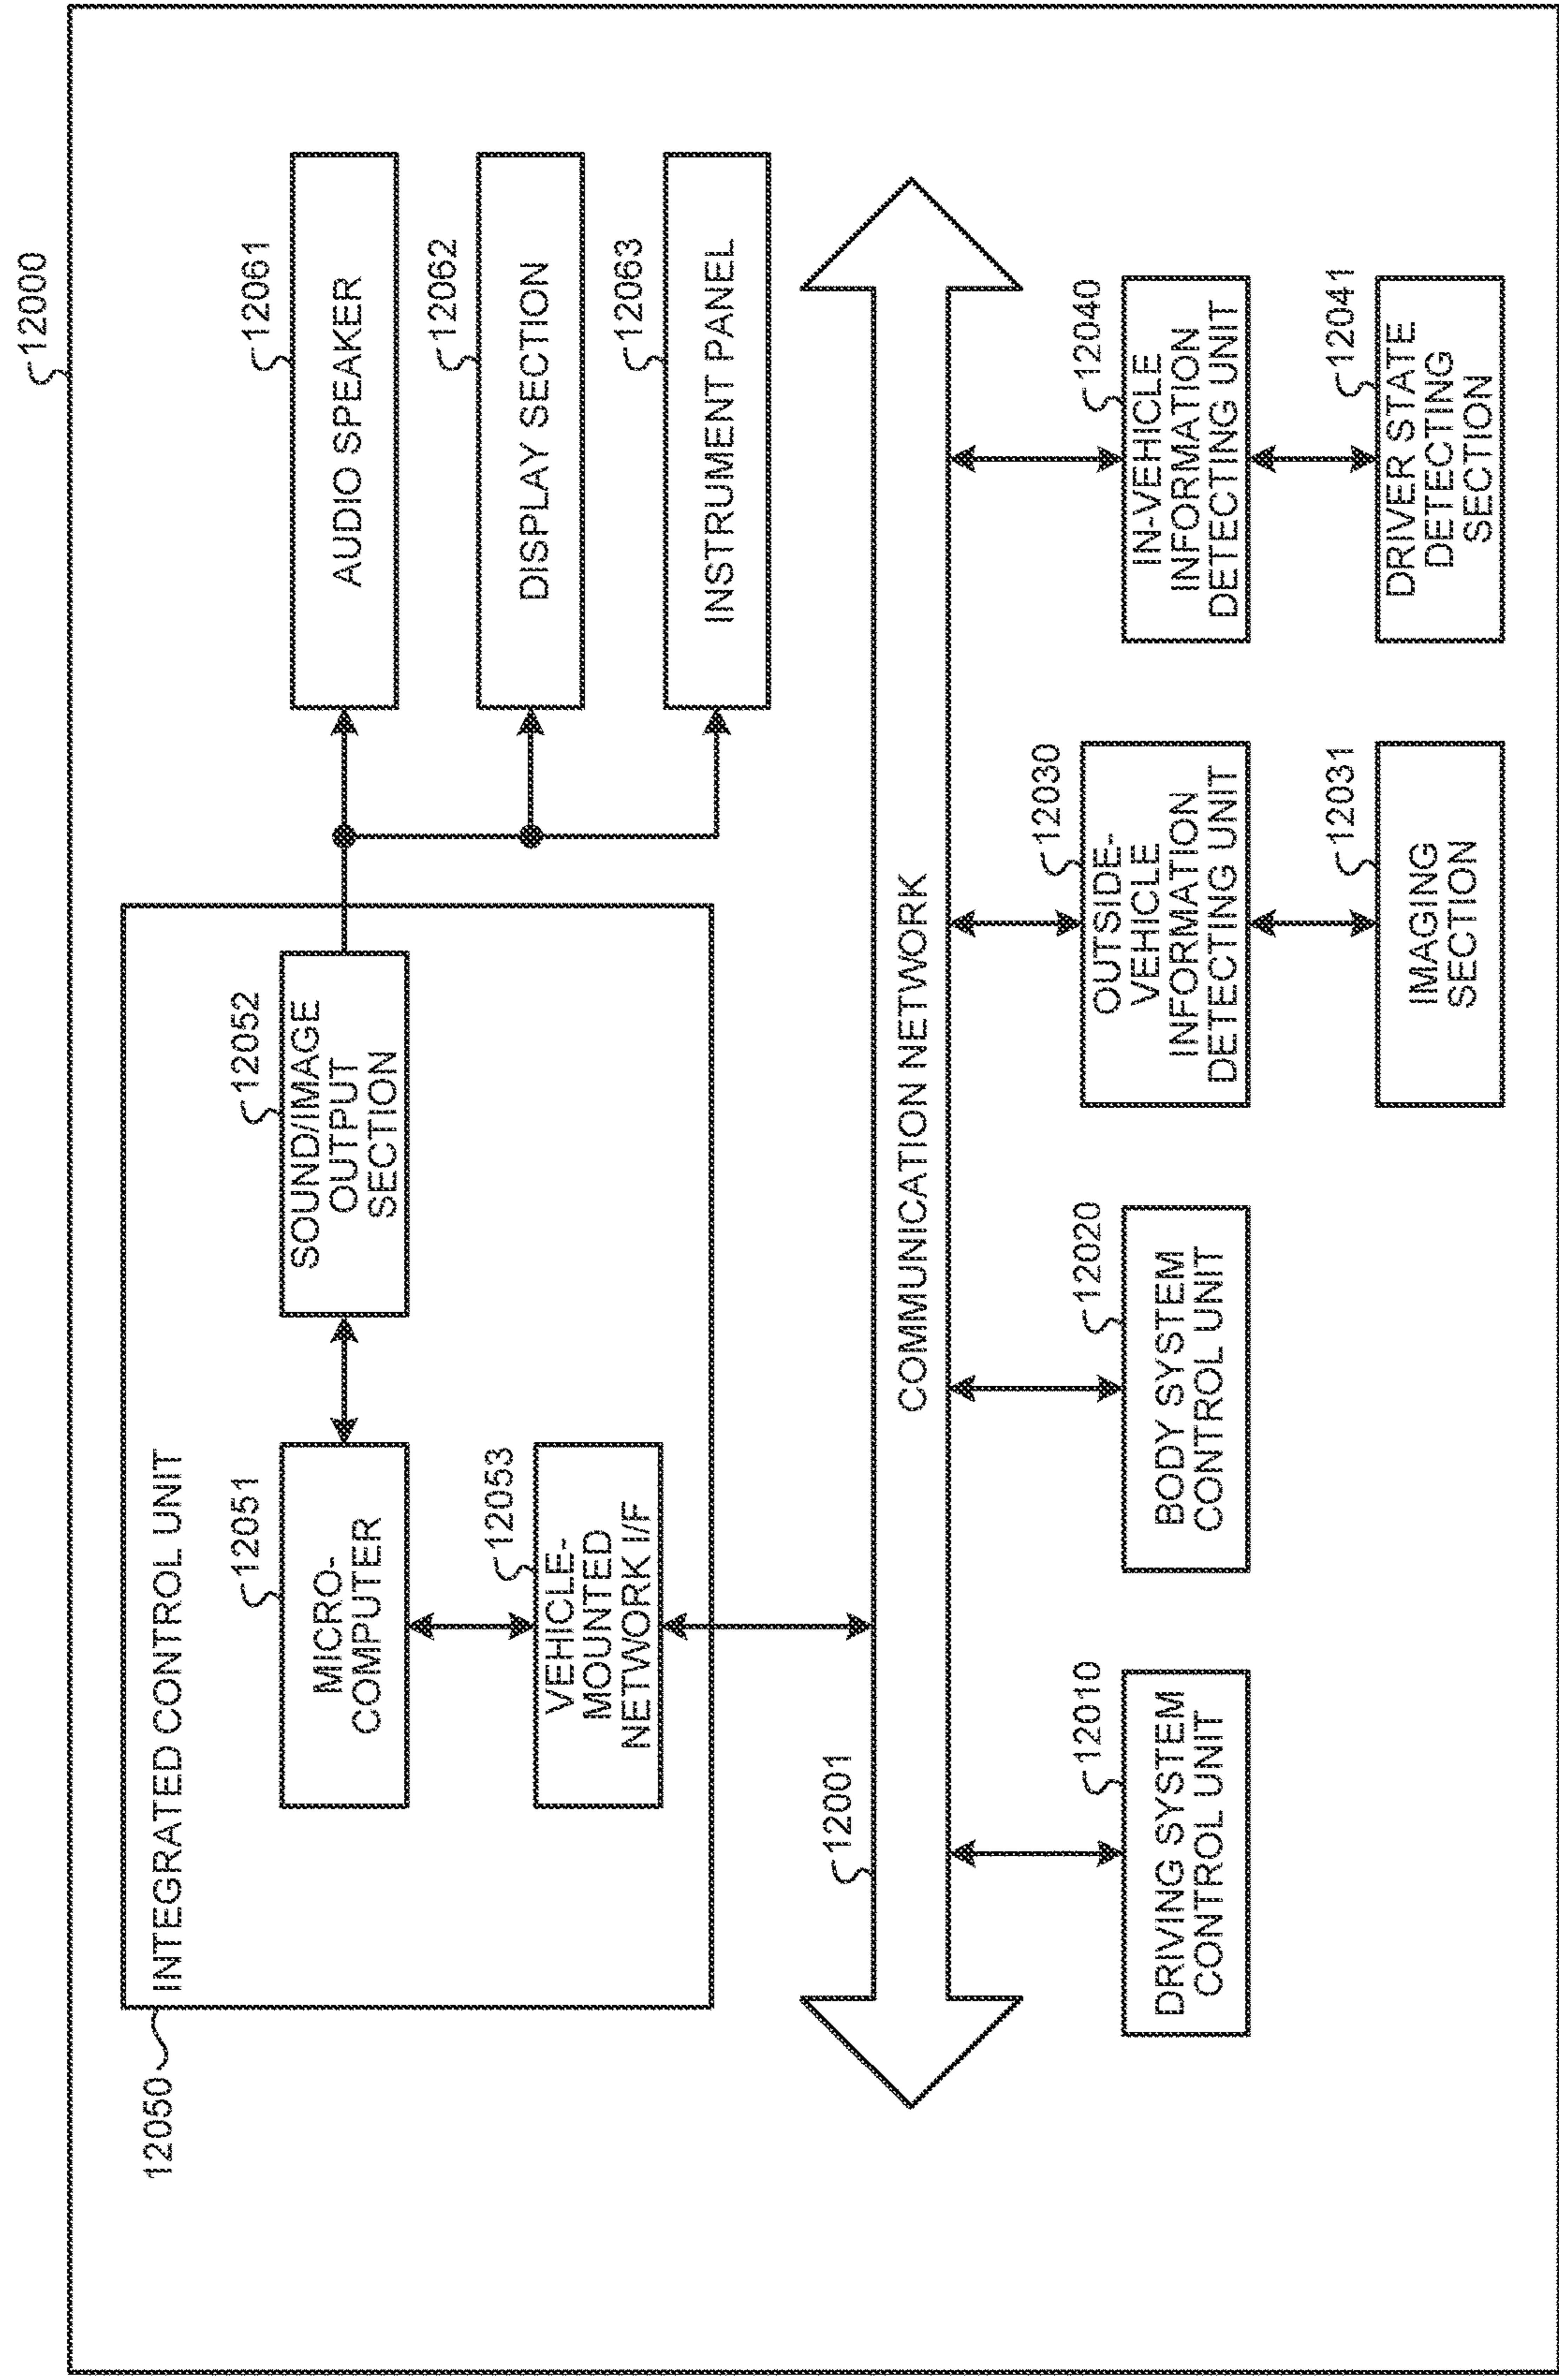 12000
12050
INTEGRATED CONTROL UNIT
12051
MICRO-
COMPUTER
12052
SOUND/IMAGE
OUTPUT
SECTION
12053
VEHICLE-
MOUNTED
NETWORK I/F
12061
AUDIO SPEAKER
12062
DISPLAY SECTION
12063
INSTRUMENT PANEL
12001
COMMUNICATION NETWORK
12010
DRIVING SYSTEM
CONTROL UNIT
12020
BODY SYSTEM
CONTROL UNIT
12030
OUTSIDE-
VEHICLE
INFORMATION
DETECTING UNIT
12040
IN-VEHICLE
INFORMATION
DETECTING UNIT
12031
IMAGING
SECTION
12041
DRIVER STATE
DETECTING
SECTION